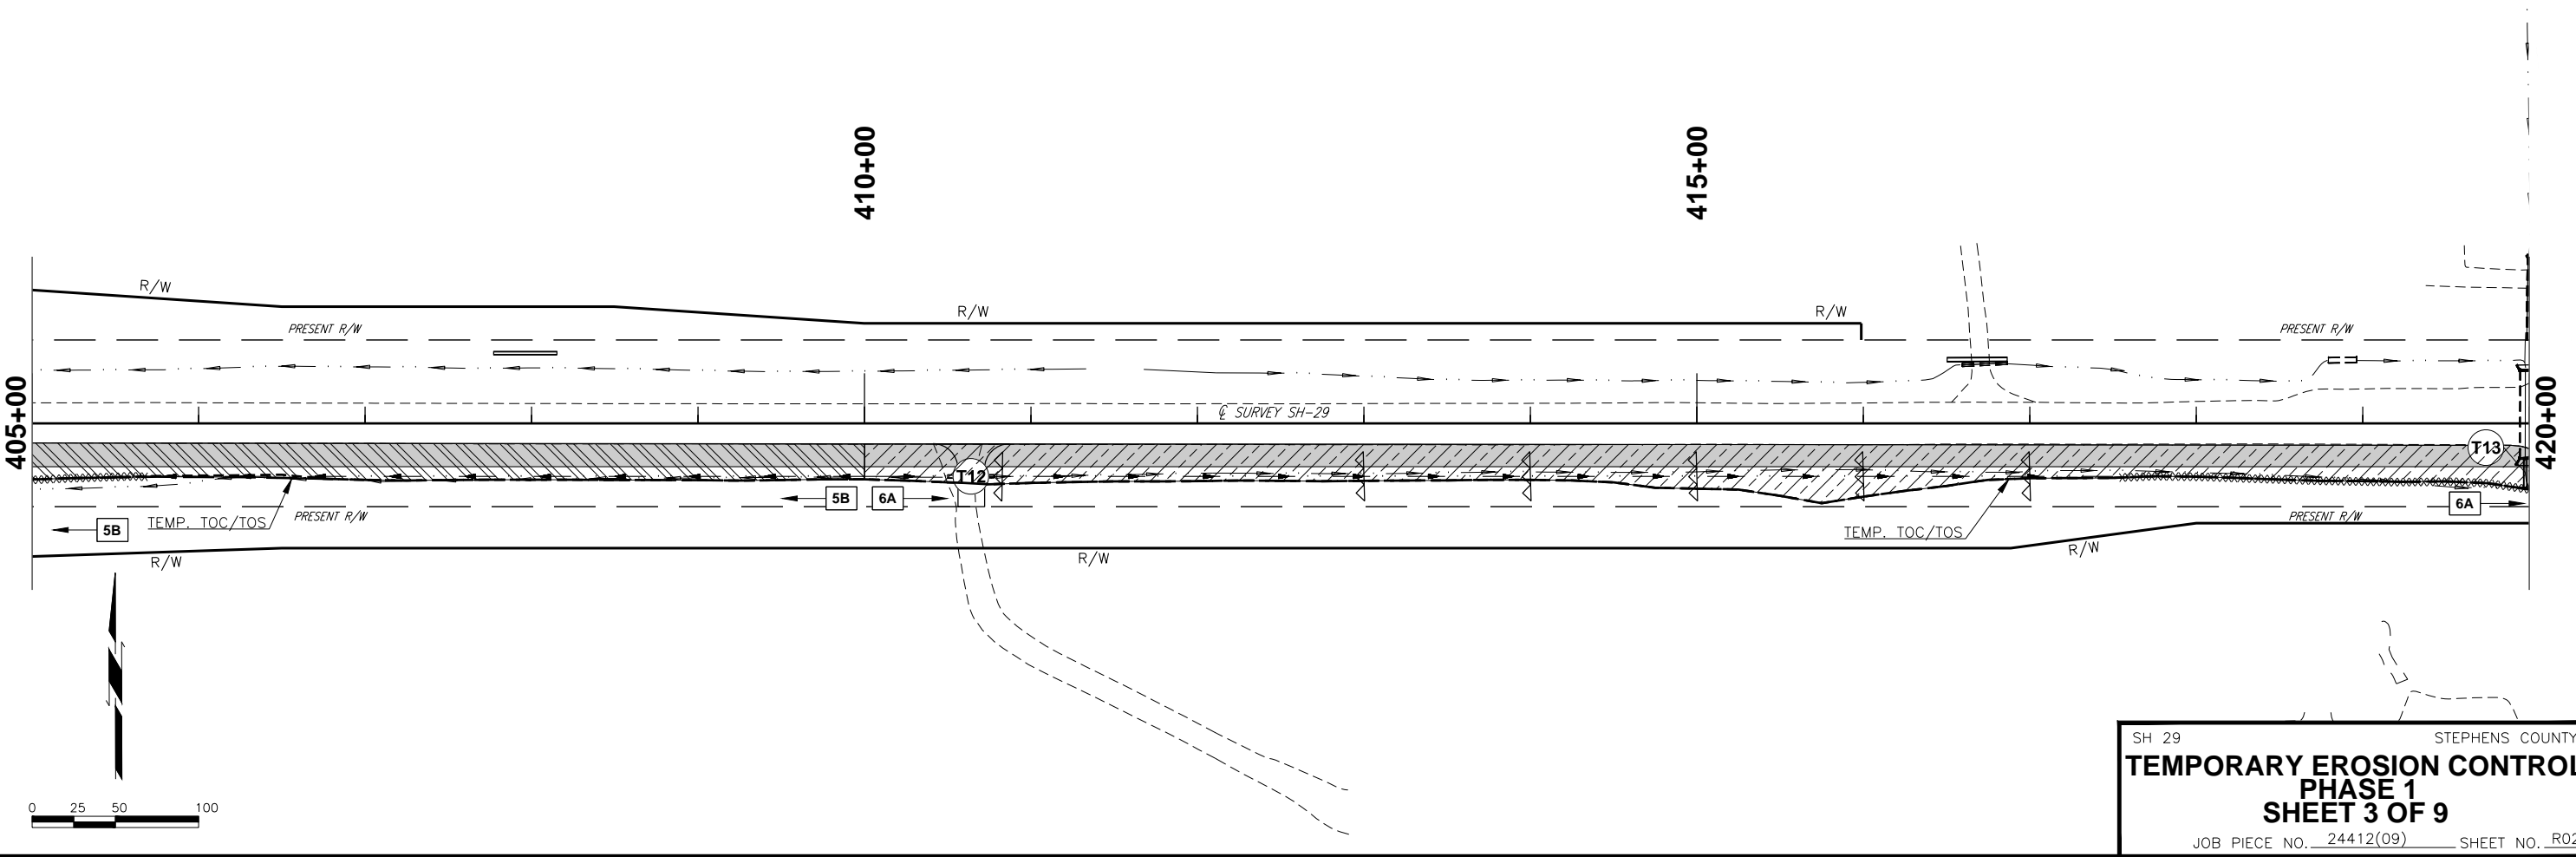 410+00
415+00
R/W
R/W
R/W
PRESENT R/W
PRESENT R/W
405+00
℄ SURVEY SH-29
420+00
T13
T12
5B
6A
6A
5B
TEMP. TOC/TOS
PRESENT R/W
TEMP. TOC/TOS
PRESENT R/W
R/W
R/W
R/W
0 25 50 100
SH 29 STEPHENS COUNTY
TEMPORARY EROSION CONTROL
PHASE 1
SHEET 3 OF 9
JOB PIECE NO. 24412(09) SHEET NO. R02